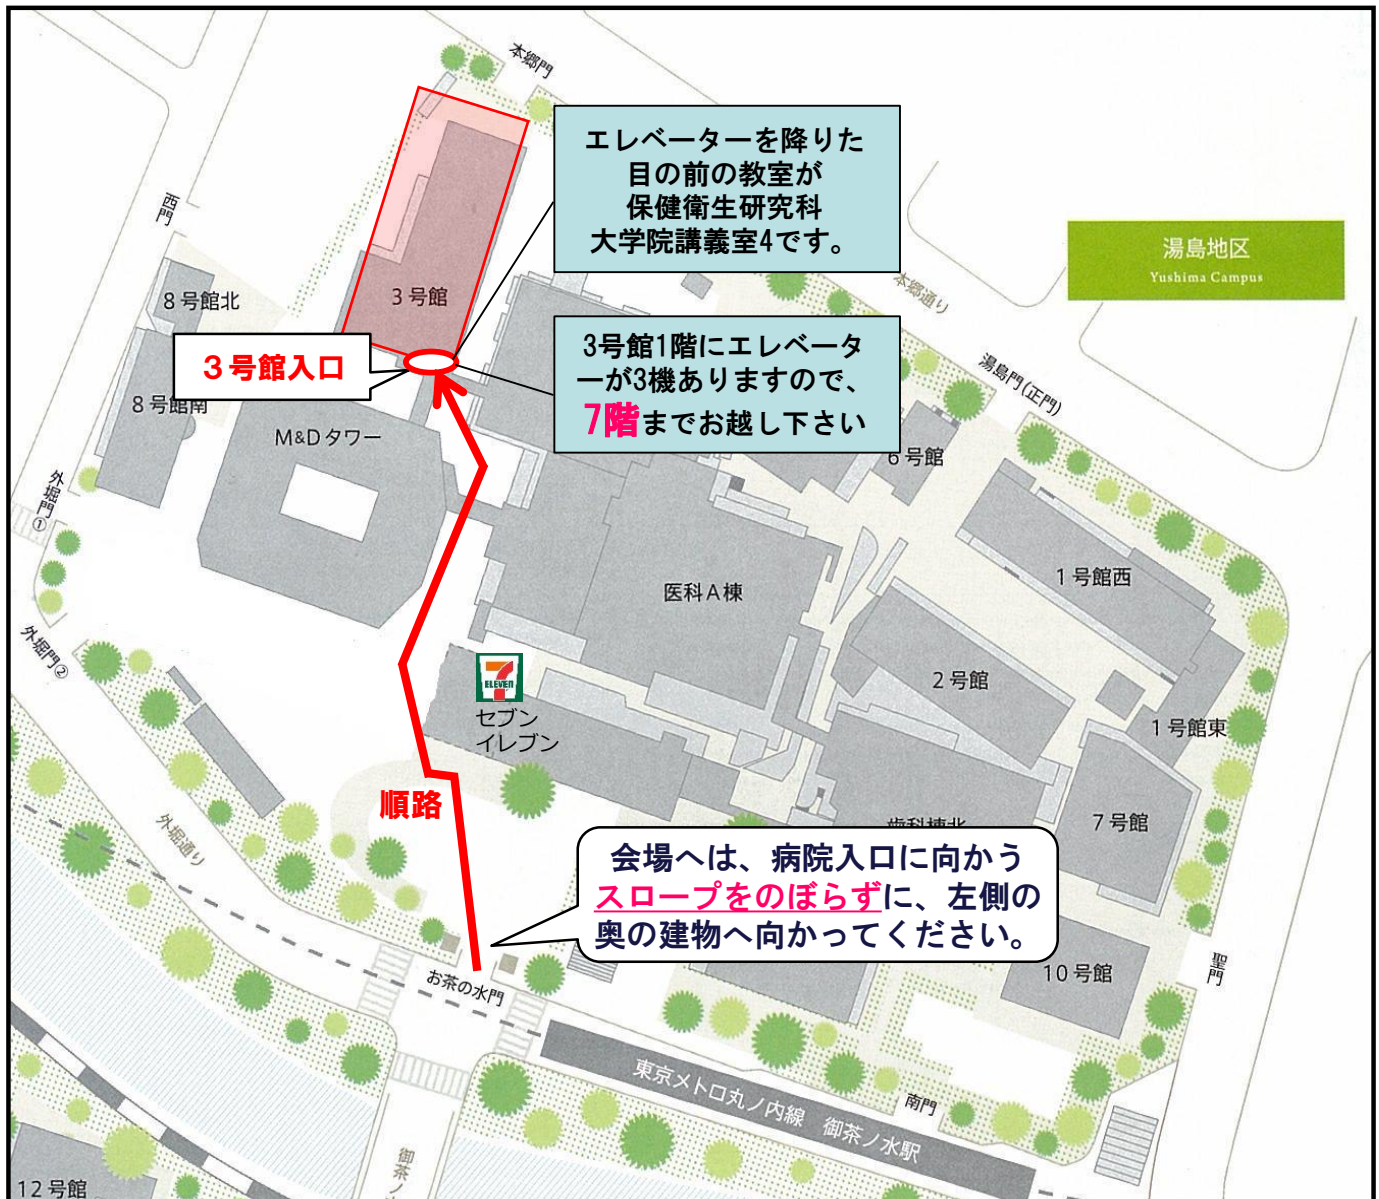 本郷門
エレベーターを降りた
目の前の教室が
保健衛生研究科
大学院講義室4です。
西門
湯島地区
Yushima Campus
本郷通り
8号館北
3号館
3号館入口
3号館1階にエレベータ
ーが3機ありますので、
7階までお越し下さい
湯島門(正門)
8号館南
M&Dタワー
6号館
外堀門①
1号館西
医科A棟
外堀門②
2号館
7
ELEVEN
セブン
イレブン
1号館東
順路
外堀通り
7号館
歯科棟北
会場へは、病院入口に向かう
スロープをのぼらずに、左側の
奥の建物へ向かってください。
聖門
10号館
お茶の水門
東京メトロ丸ノ内線 御茶ノ水駅
南門
御茶ノ
12号館